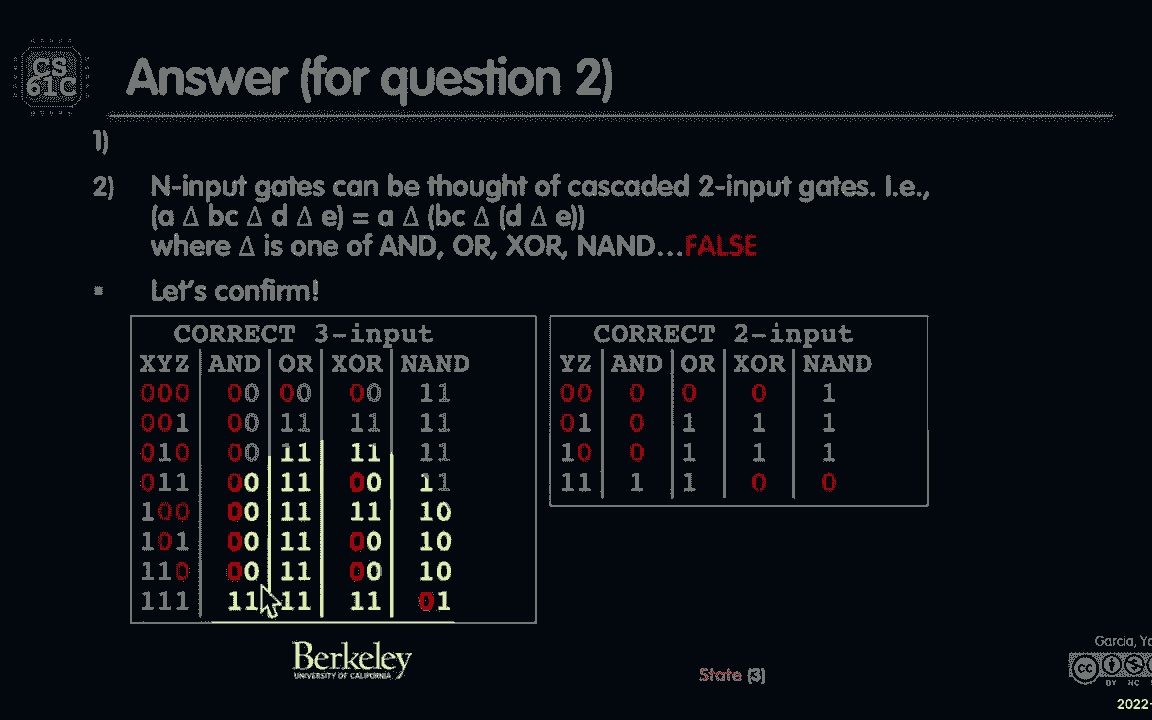 CS
61C
Answer (for question 2)
1)
2) N-input gates can be thought of cascaded 2-input gates. I.e.,
(a Δ bc Δ d Δ e) = a Δ (bc Δ (d Δ e))
where Δ is one of AND, OR, XOR, NAND…FALSE
▪ Let's confirm!
CORRECT 3-input
XYZ AND OR XOR NAND
000 00 00 00 11
001 00 11 11 11
010 00 11 11 11
011 00 11 00 11
100 00 11 11 10
101 00 11 00 10
110 00 11 00 10
111 11 11 11 01
CORRECT 2-input
YZ AND OR XOR NAND
00 0 0 0 1
01 0 1 1 1
10 0 1 1 1
11 1 1 0 0
Berkeley
UNIVERSITY OF CALIFORNIA
State (3)
Garcia,
cc
BY NC
2022-